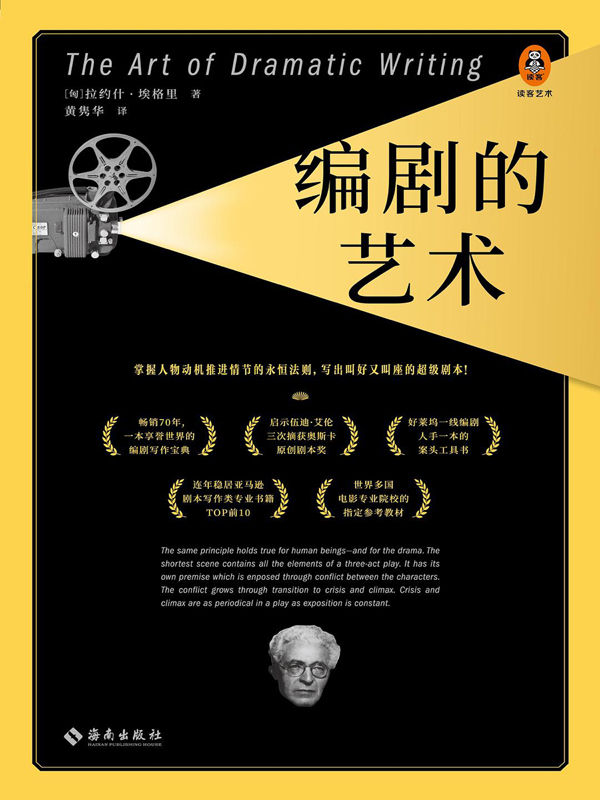 The Art of Dramatic Writing
[匈]拉约什·埃格里 著
黄隽华 译
读客
读客艺术
编剧的
艺术
掌握人物动机推进情节的永恒法则，写出叫好又叫座的超级剧本！
畅销70年，
一本享誉世界的
编剧写作宝典
启示伍迪·艾伦
三次摘获奥斯卡
原创剧本奖
好莱坞一线编剧
人手一本的
案头工具书
连年稳居亚马逊
剧本写作类专业书籍
TOP前10
世界多国
电影专业院校的
指定参考教材
The same principle holds true for human beings—and for the drama. The
shortest scene contains all the elements of a three-act play. It has its
own premise which is enposed through conflict between the characters.
The conflict grows through transition to crisis and climax. Crisis and
climax are as periodical in a play as exposition is constant.
海南出版社
HAINAN PUBLISHING HOUSE